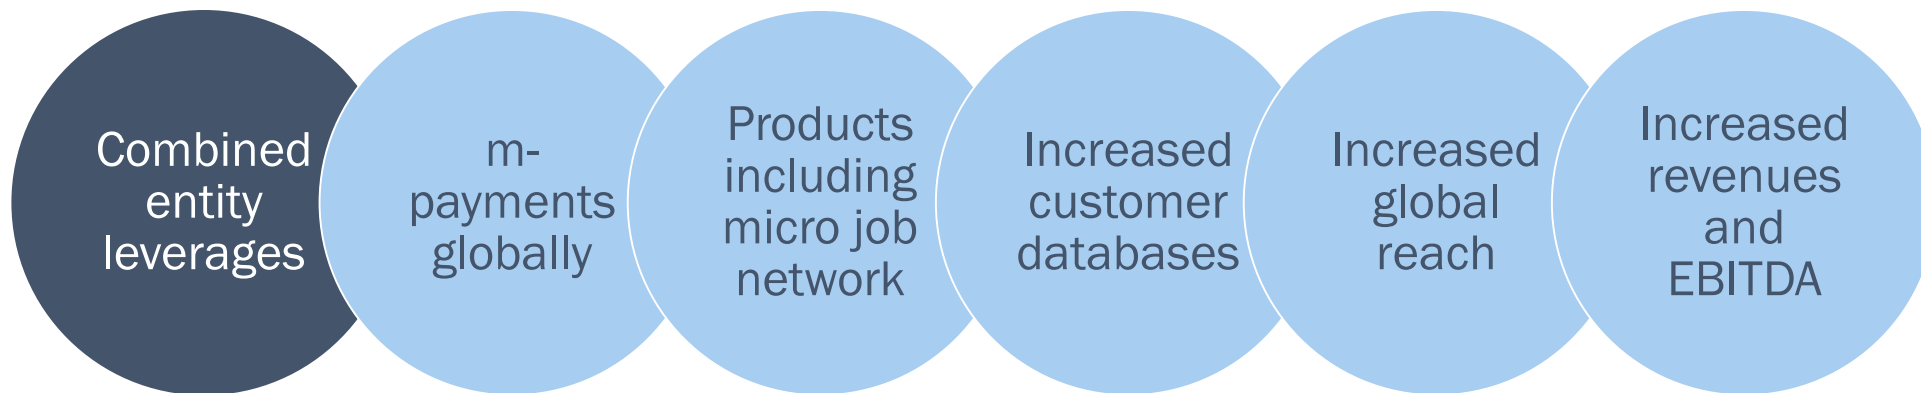 Combined
entity
leverages
m-
payments
globally
Products
including
micro job
network
Increased
customer
databases
Increased
global
reach
Increased
revenues
and
EBITDA